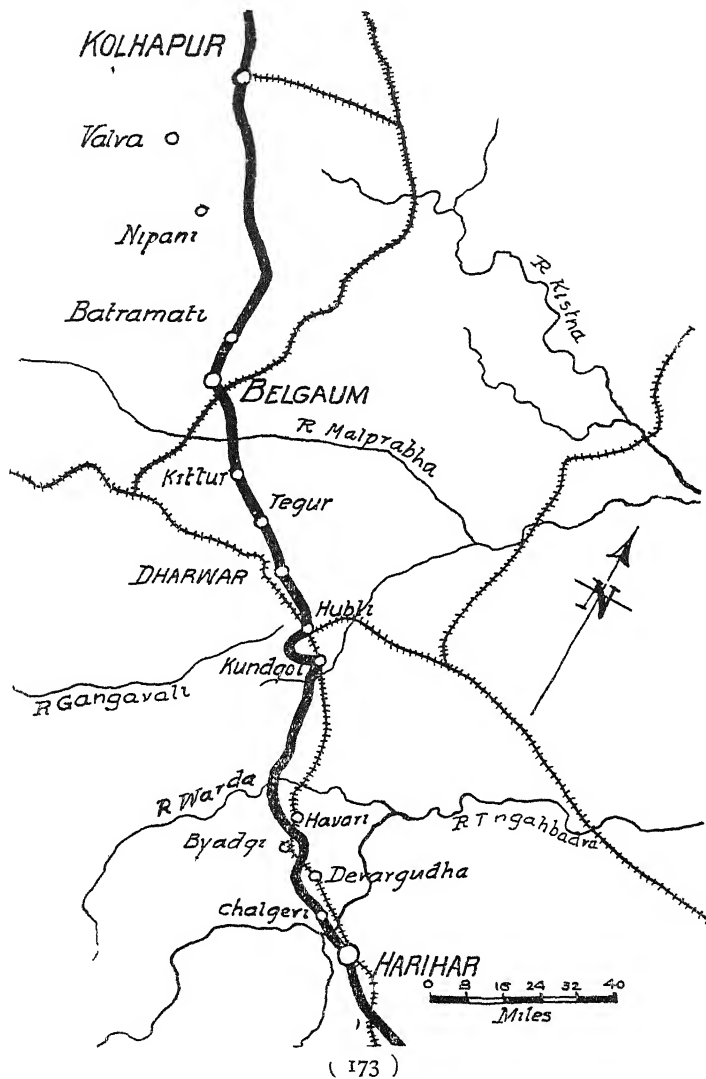 KOLHAPUR
Valva
Nipani
Batramati
BELGAUM
R Kistna
R Malprabha
Kittur
Tegur
DHARWAR
N
Hubli
Kundgol
R Gangavali
R Warda
Havari
R Tngahbadra
Byadgi
Devargudha
Chalgeri
HARIHAR
0 8 16 24 32 40
Miles
( 173 )